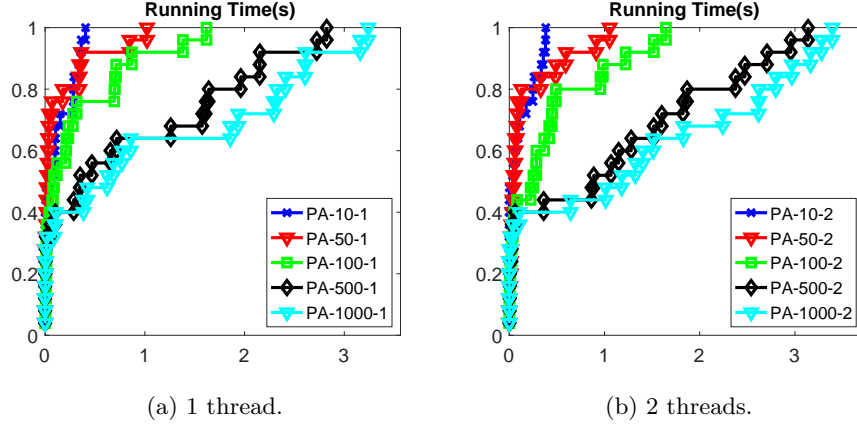 Running Time(s)
1
0.8
0.6
0.4
0.2
0
0 1 2 3
PA-10-1
PA-50-1
PA-100-1
PA-500-1
PA-1000-1
(a) 1 thread.
Running Time(s)
1
0.8
0.6
0.4
0.2
0
0 1 2 3
PA-10-2
PA-50-2
PA-100-2
PA-500-2
PA-1000-2
(b) 2 threads.